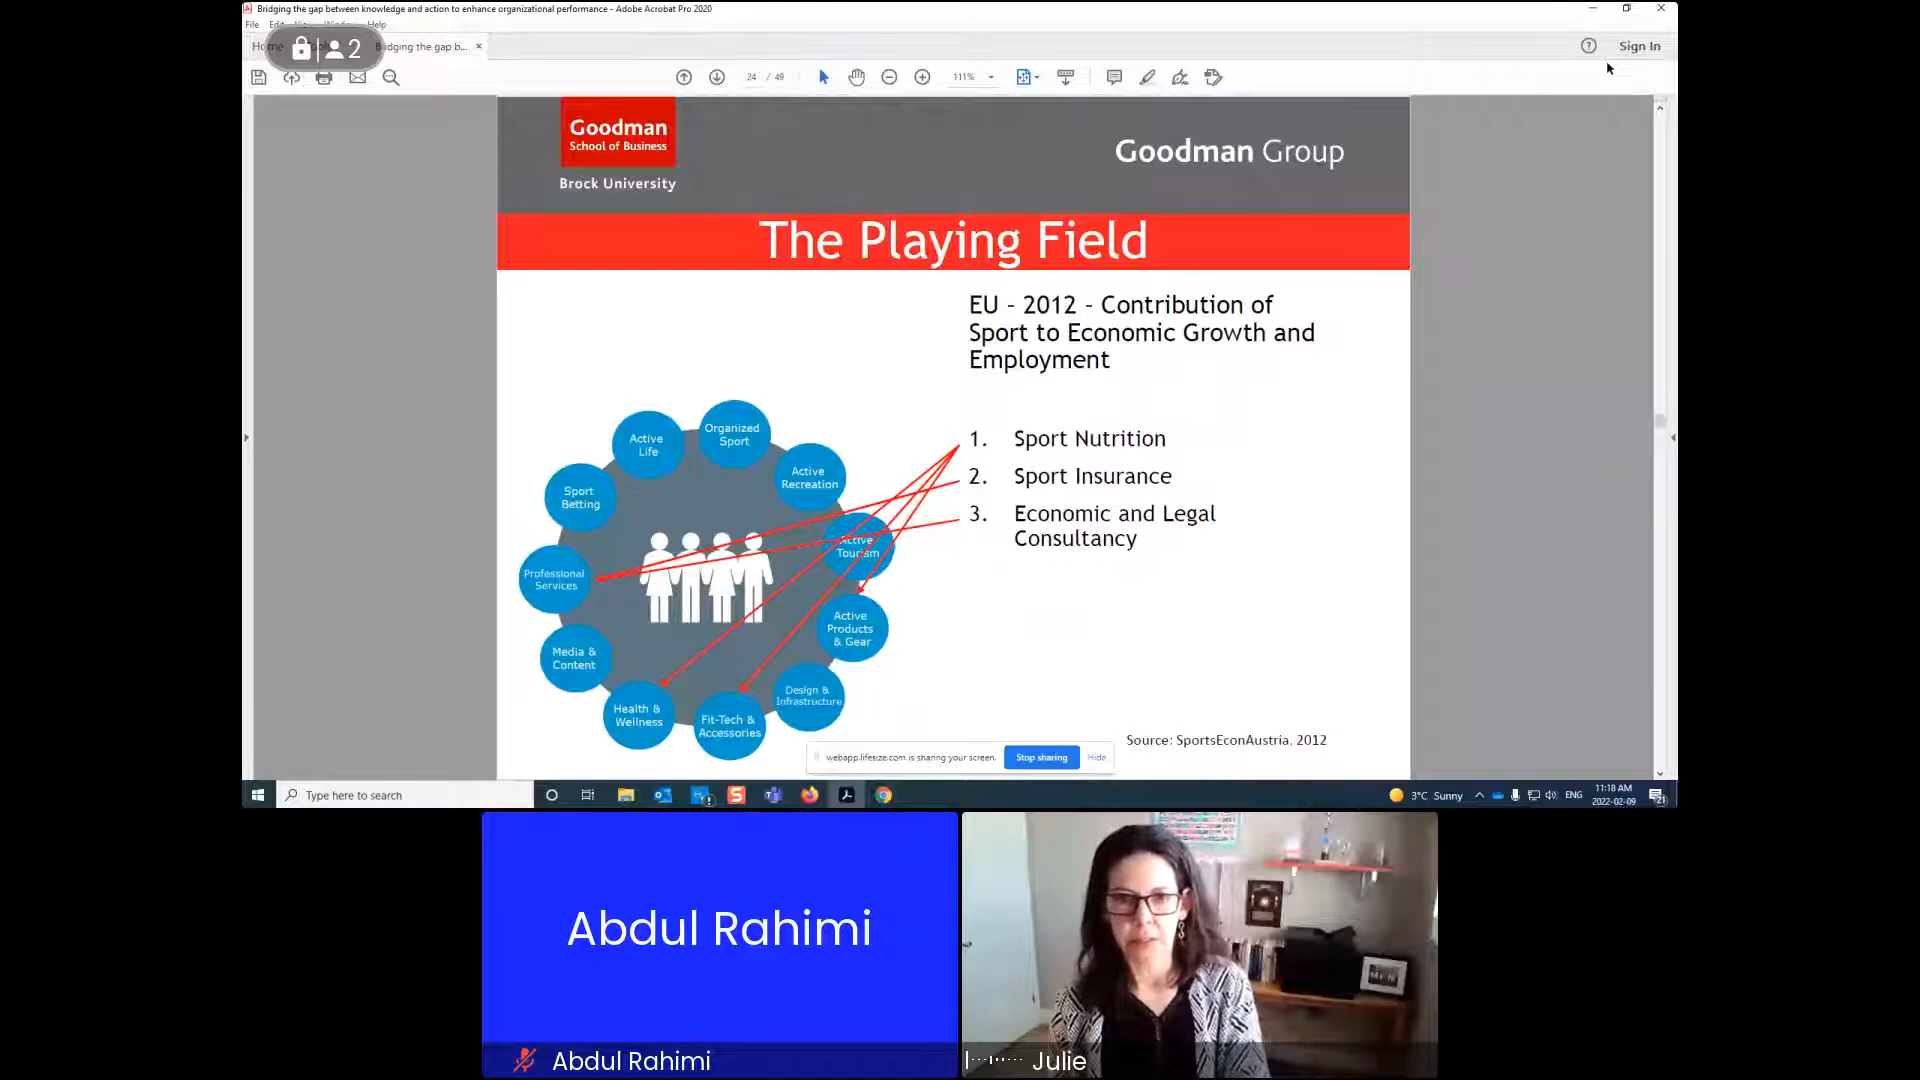 Bridging the gap between knowledge and action to enhance organizational performance - Adobe Acrobat Pro 2020
File Help
2
Bridging the gap b...
Sign In
24 / 49
111%
Goodman
School of Business
Brock University
Goodman Group
The Playing Field
EU - 2012 - Contribution of
Sport to Economic Growth and
Employment
1. Sport Nutrition
2. Sport Insurance
3. Economic and Legal
Consultancy
Organized
Sport
Active
Life
Active
Recreation
Sport
Betting
Active
Tourism
Professional
Services
Active
Products
& Gear
Media &
Content
Design &
Infrastructure
Health &
Wellness
Fit-Tech &
Accessories
Source: SportsEconAustria. 2012
webapp.lifesize.com is sharing your screen.
Stop sharing
Hide
Type here to search
3°C Sunny
ENG
11:18 AM
2022-02-09
21
Abdul Rahimi
Abdul Rahimi
Julie